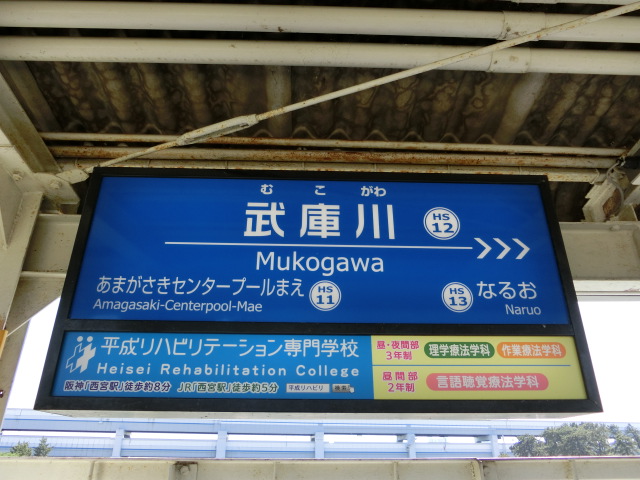 むこがわ
武庫川 HS 12
Mukogawa
あまがさきセンタープールまえ HS 11
Amagasaki-Centerpool-Mae
HS 13 なるお
Naruo
平成リハビリテーション専門学校
Heisei Rehabilitation College
阪神「西宮駅」徒歩約8分 JR「西宮駅」徒歩約5分 平成リハビリ 検索
昼・夜間部 3年制 理学療法学科 作業療法学科
昼間部 2年制 言語聴覚療法学科